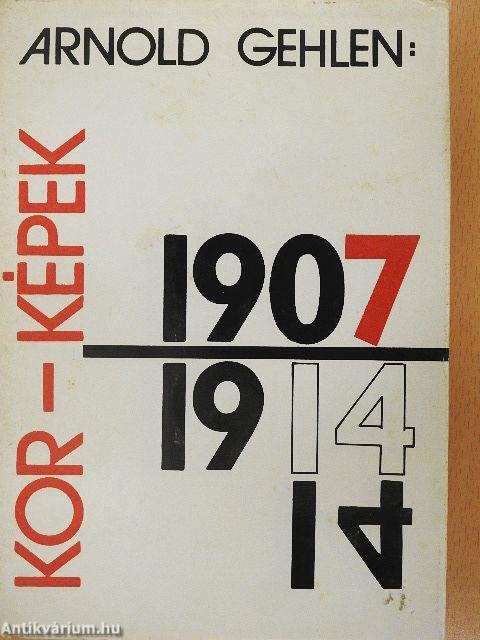 ARNOLD GEHLEN:
KOR–KÉPEK
1907
1914
14
Antikvárium.hu